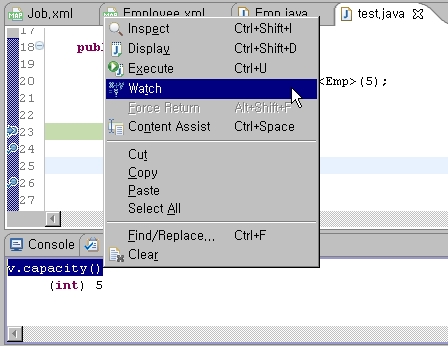 Job,xml Employee,xml Emp,java test,java
17
18 publ
19
20 <Emp>(5);
21
22
23
24
25
26
27
Inspect Ctrl+Shift+I
Display Ctrl+Shift+D
Execute Ctrl+U
Watch
Force Return Alt+Shift+F
Content Assist Ctrl+Space
Cut
Copy
Paste
Select All
Find/Replace,,, Ctrl+F
Clear
Console
v.capacity()
(int) 5